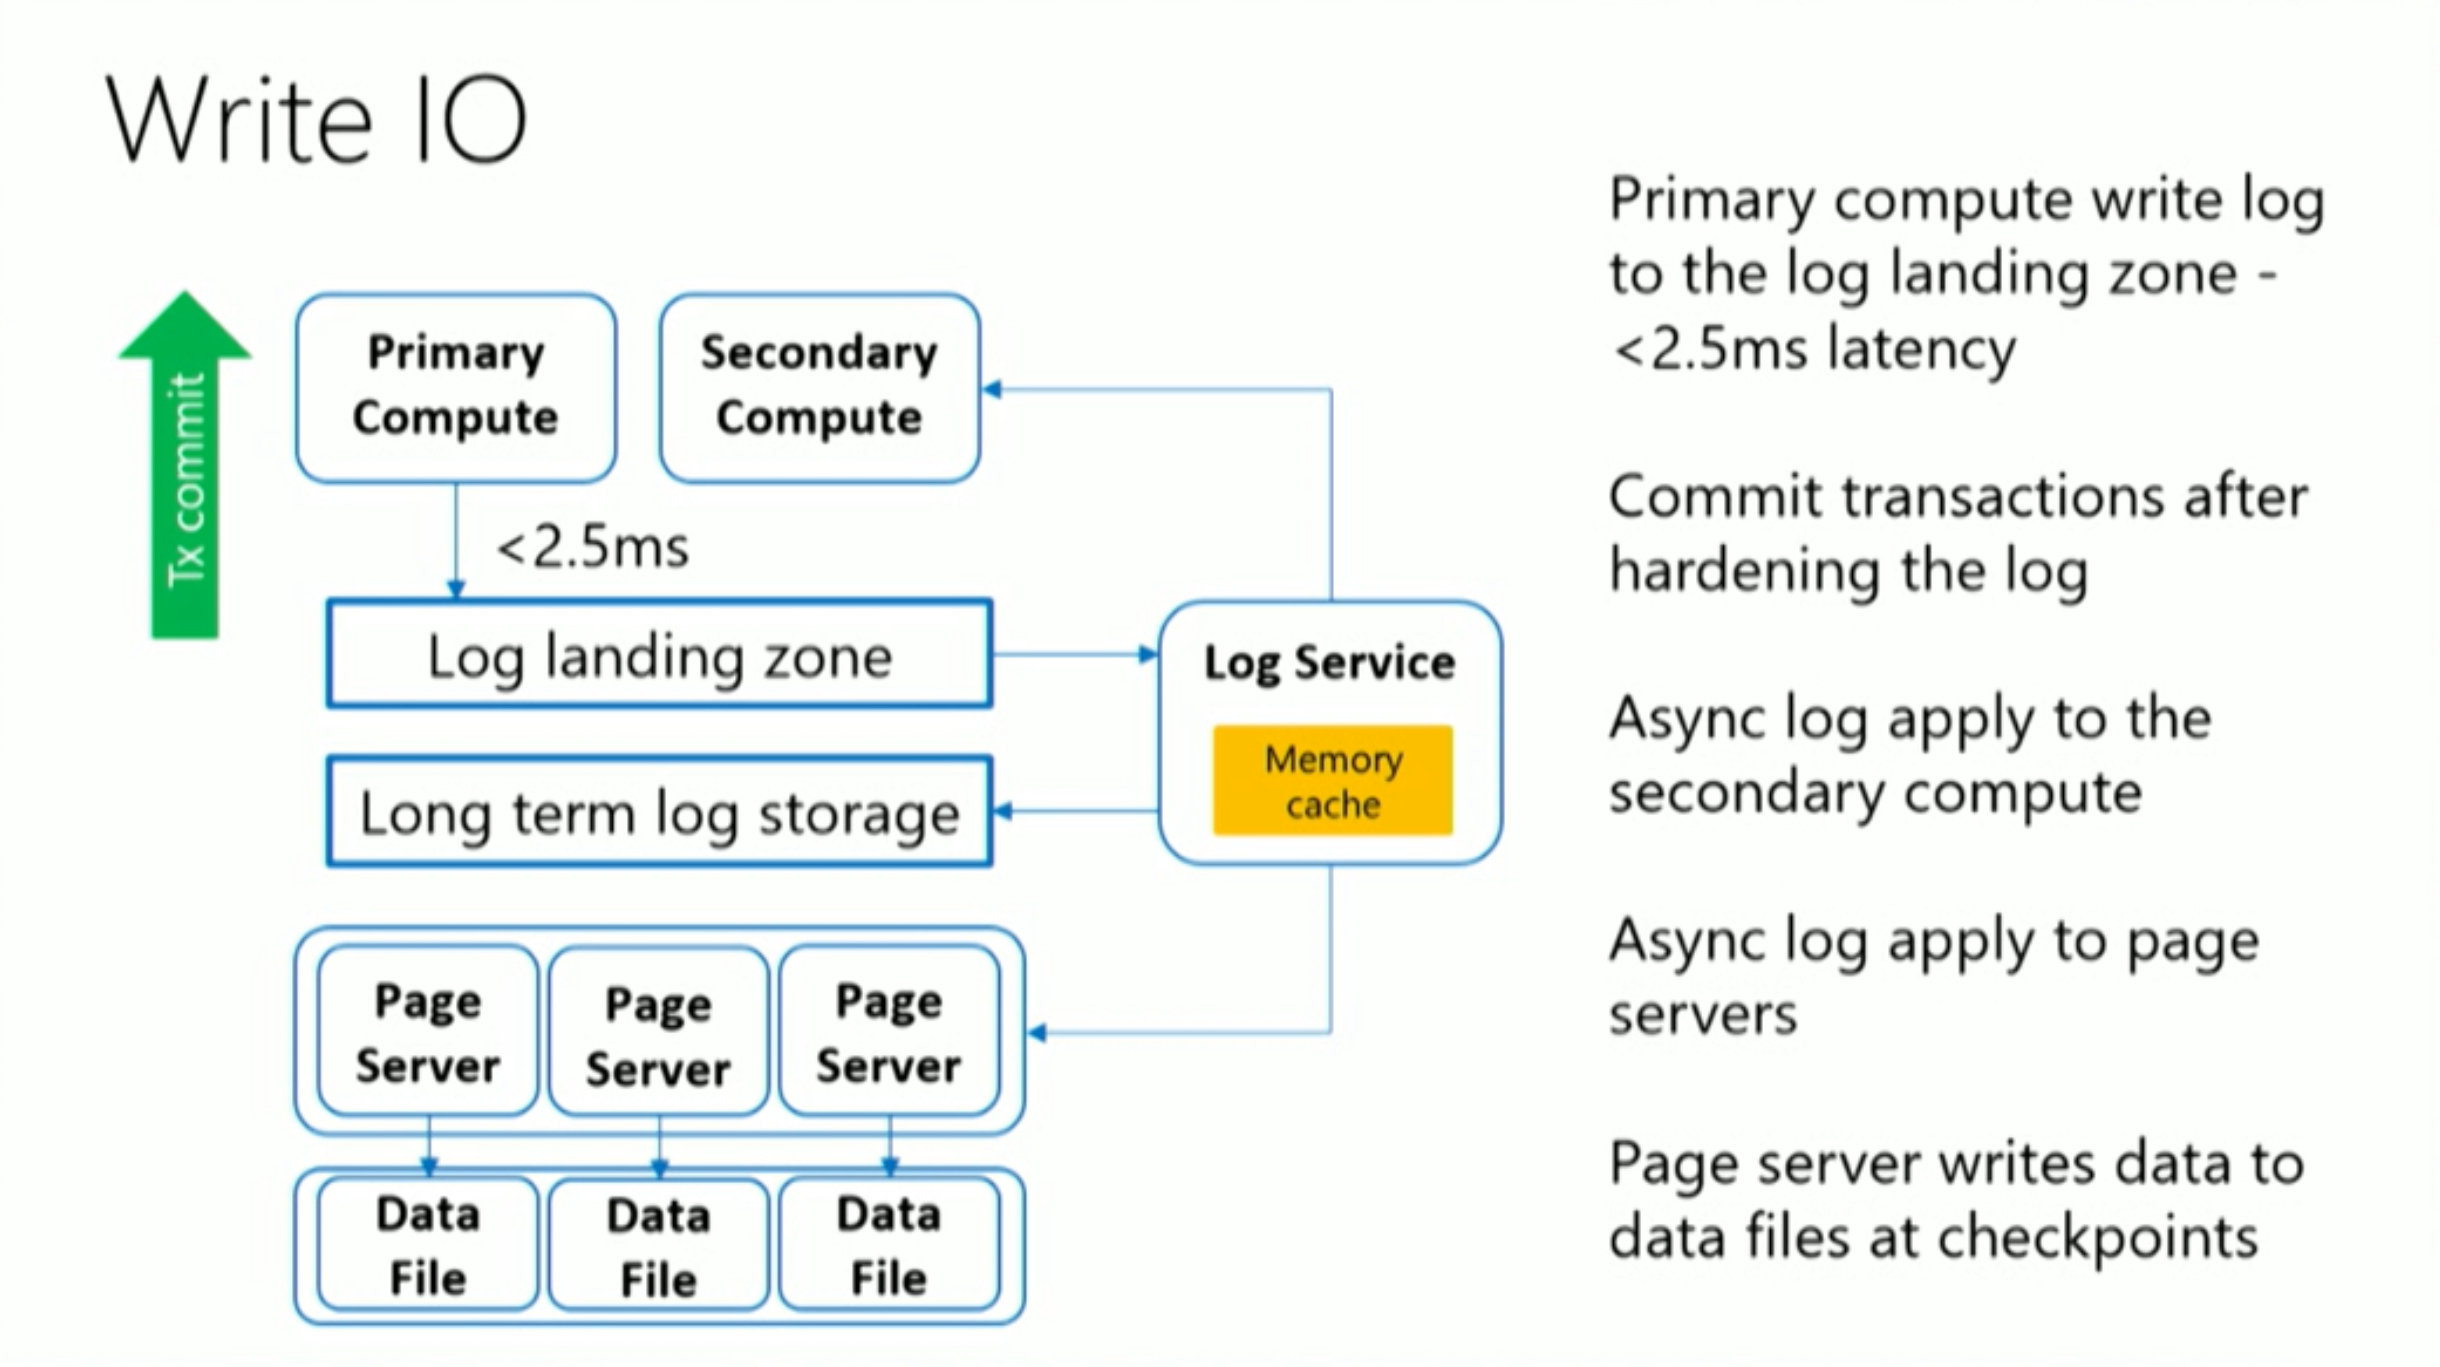 Write IO
Tx commit
Primary
Compute
Secondary
Compute
<2.5ms
Log landing zone
Long term log storage
Log Service
Memory
cache
Page
Server
Page
Server
Page
Server
Data
File
Data
File
Data
File
Primary compute write log
to the log landing zone -
<2.5ms latency
Commit transactions after
hardening the log
Async log apply to the
secondary compute
Async log apply to page
servers
Page server writes data to
data files at checkpoints